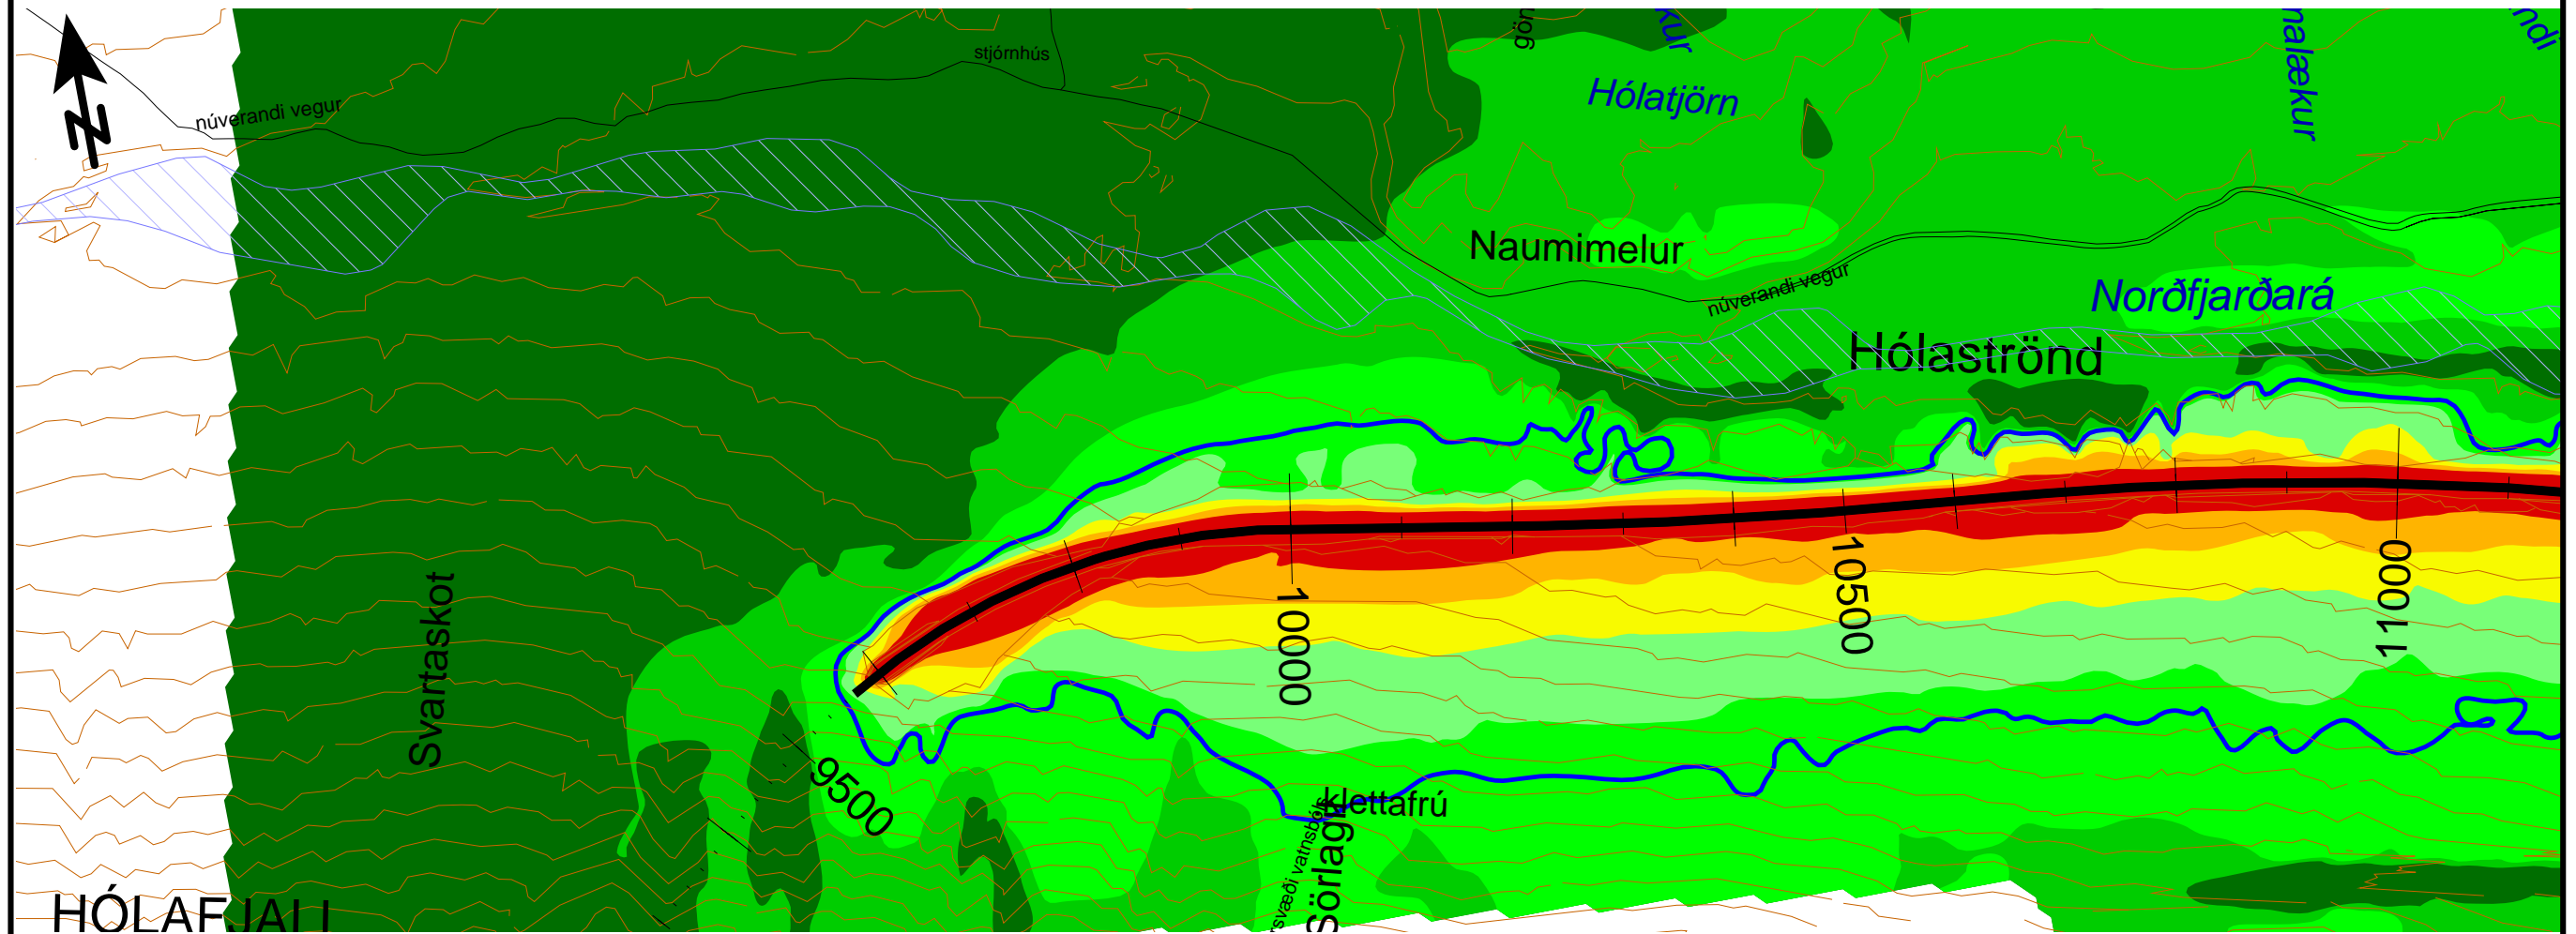 stjórnhús
núverandi vegur
Hólatjörn
Naumimelur
núverandi vegur
Norðfjarðará
Hólaströnd
10500
11000
10000
Svartaskot
9500
klettafrú
Sörlagil
HÓLAFJALL